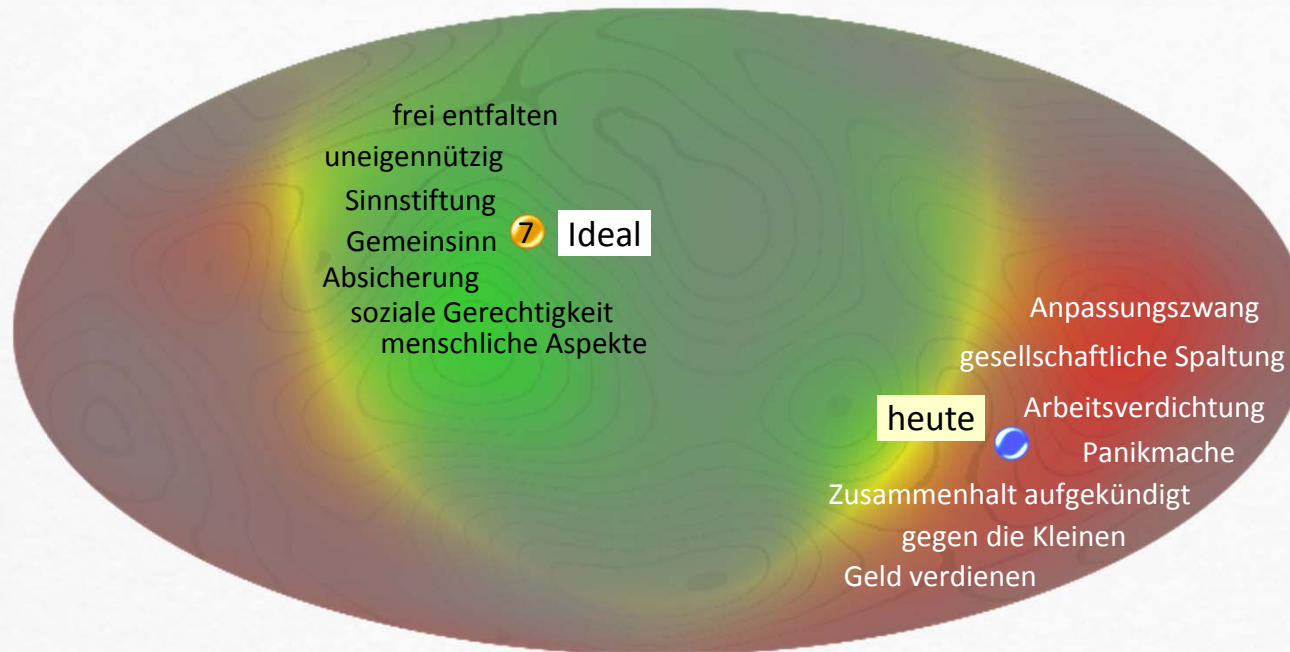 frei entfalten
uneigennützig
Sinnstiftung
Gemeinsinn
7 Ideal
Absicherung
soziale Gerechtigkeit
menschliche Aspekte
Anpassungszwang
gesellschaftliche Spaltung
heute
Arbeitsverdichtung
Panikmache
Zusammenhalt aufgekündigt
gegen die Kleinen
Geld verdienen